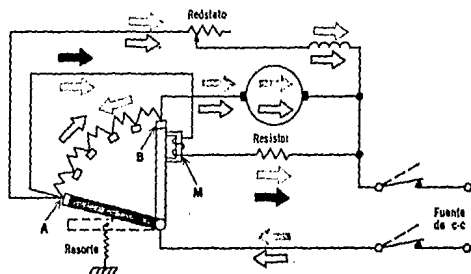 Reóstato
B
Resistor
M
A
Resorte
Fuente
de c-c